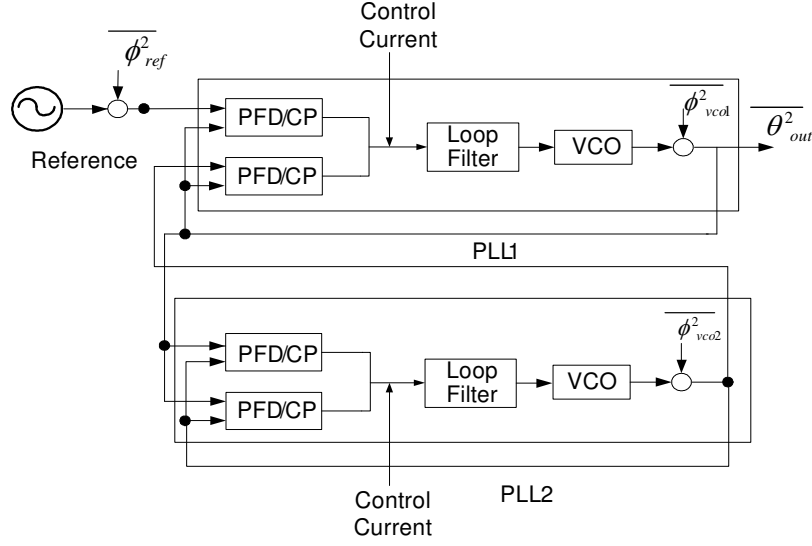 Control
Current
ϕ²ref
Reference
PFD/CP
PFD/CP
Loop
Filter
VCO
ϕ²vco1
θ²out
PLL1
PFD/CP
PFD/CP
Loop
Filter
VCO
ϕ²vco2
PLL2
Control
Current